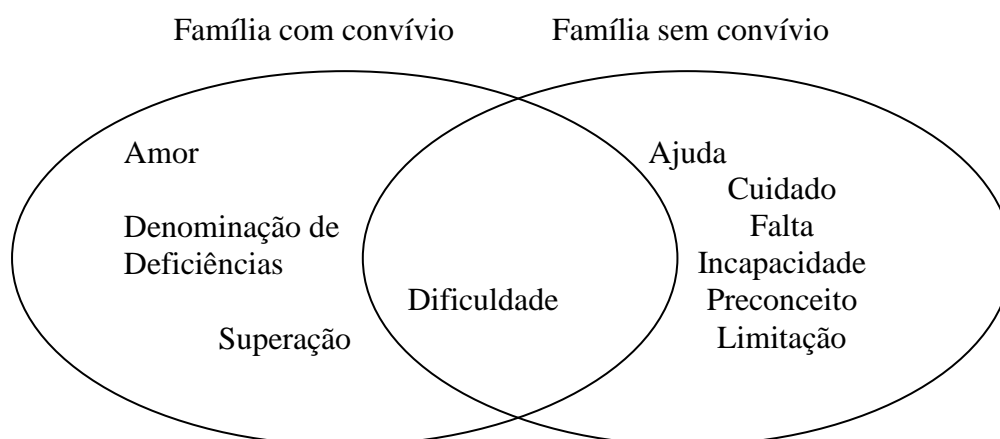 Família com convívio
Família sem convívio
Amor
Denominação de
Deficiências
Superação
Dificuldade
Ajuda
Cuidado
Falta
Incapacidade
Preconceito
Limitação